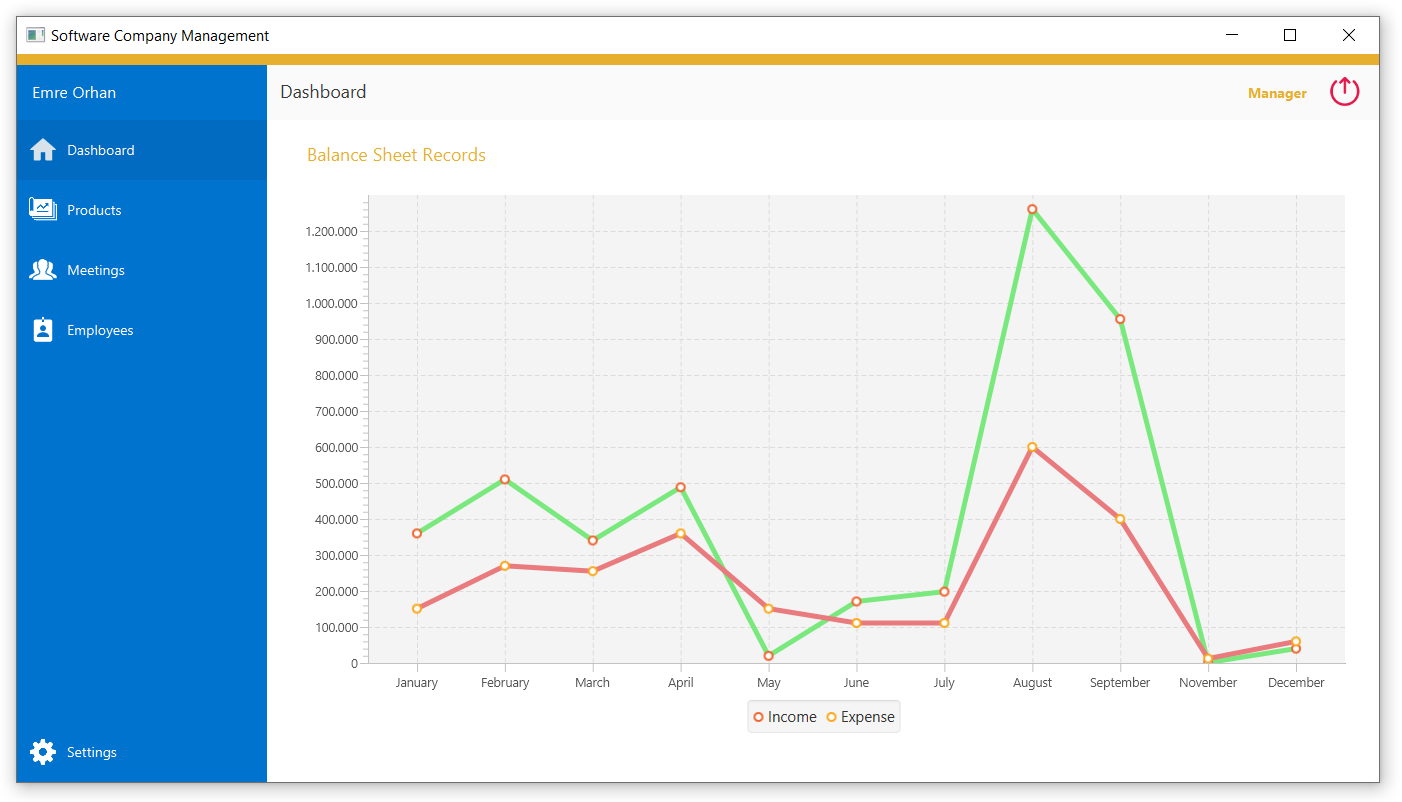 Software Company Management
Emre Orhan
Dashboard
Products
Meetings
Employees
Settings
Dashboard
Manager
Balance Sheet Records
1.200.000
1.100.000
1.000.000
900.000
800.000
700.000
600.000
500.000
400.000
300.000
200.000
100.000
0
January February March April May June July August September November December
Income Expense